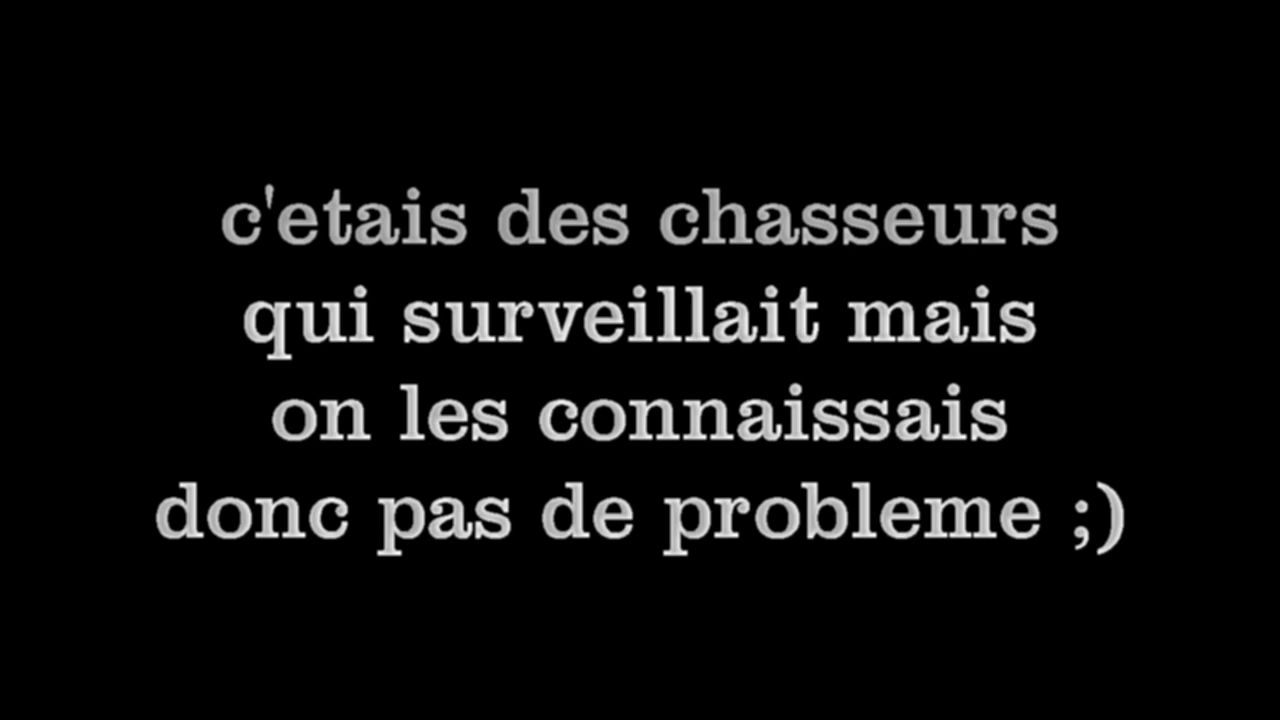 c'etais des chasseurs
qui surveillait mais
on les connaissais
donc pas de probleme ;)